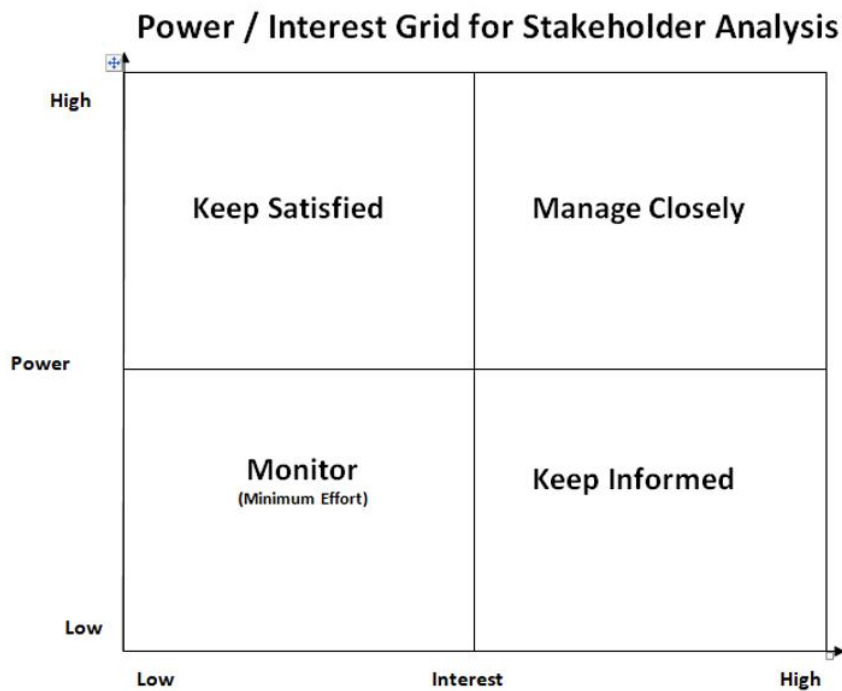 Power / Interest Grid for Stakeholder Analysis
High
Keep Satisfied
Manage Closely
Power
Monitor
(Minimum Effort)
Keep Informed
Low
Low
Interest
High